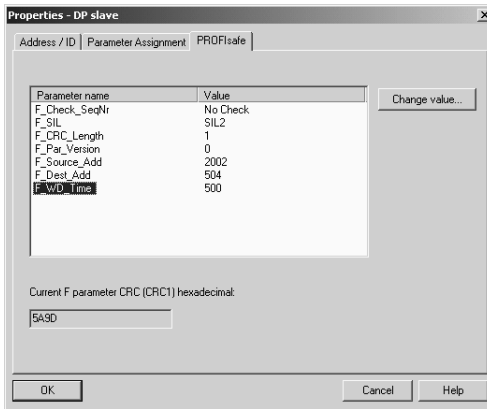 Properties - DP slave
Address / ID Parameter Assignment PROFIsafe
Parameter name Value
F_Check_SeqNr No Check
F_SIL SIL2
F_CRC_Length 1
F_Par_Version 0
F_Source_Add 2002
F_Dest_Add 504
F_WD_Time 500
Change value...
Current F parameter CRC (CRC1) hexadecimal:
5A9D
OK Cancel Help